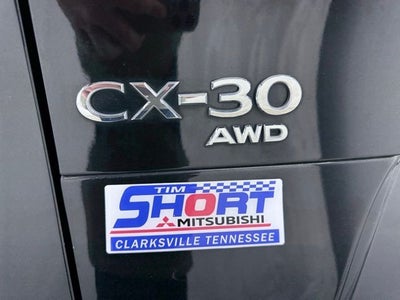 CX-30
AWD
TIM
SHORT
MITSUBISHI
CLARKSVILLE TENNESSEE